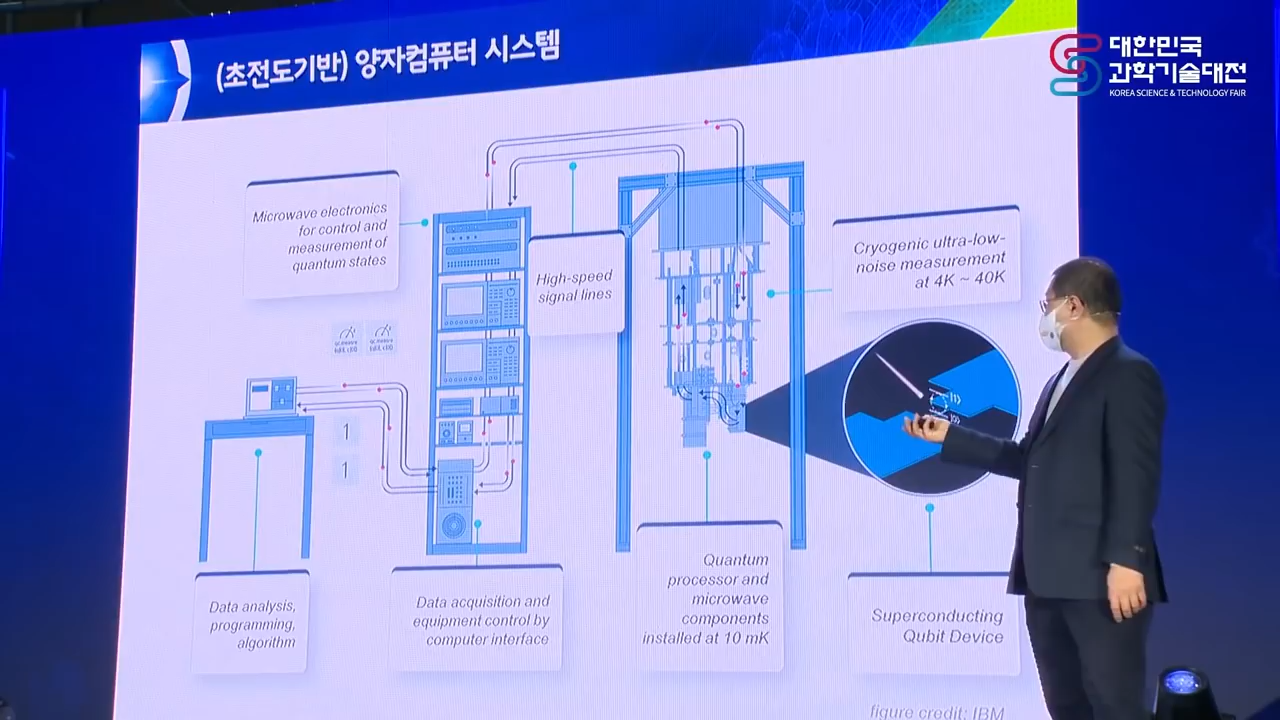 (초전도기반) 양자컴퓨터 시스템
대한민국
과학기술대전
KOREA SCIENCE & TECHNOLOGY FAIR
Microwave electronics
for control and
measurement of
quantum states
High-speed
signal lines
Cryogenic ultra-low-
noise measurement
at 4K ~ 40K
|1>
|0>
1
1
Data analysis,
programming,
algorithm
Data acquisition and
equipment control by
computer interface
Quantum
processor and
microwave
components
installed at 10 mK
Superconducting
Qubit Device
figure credit: IBM